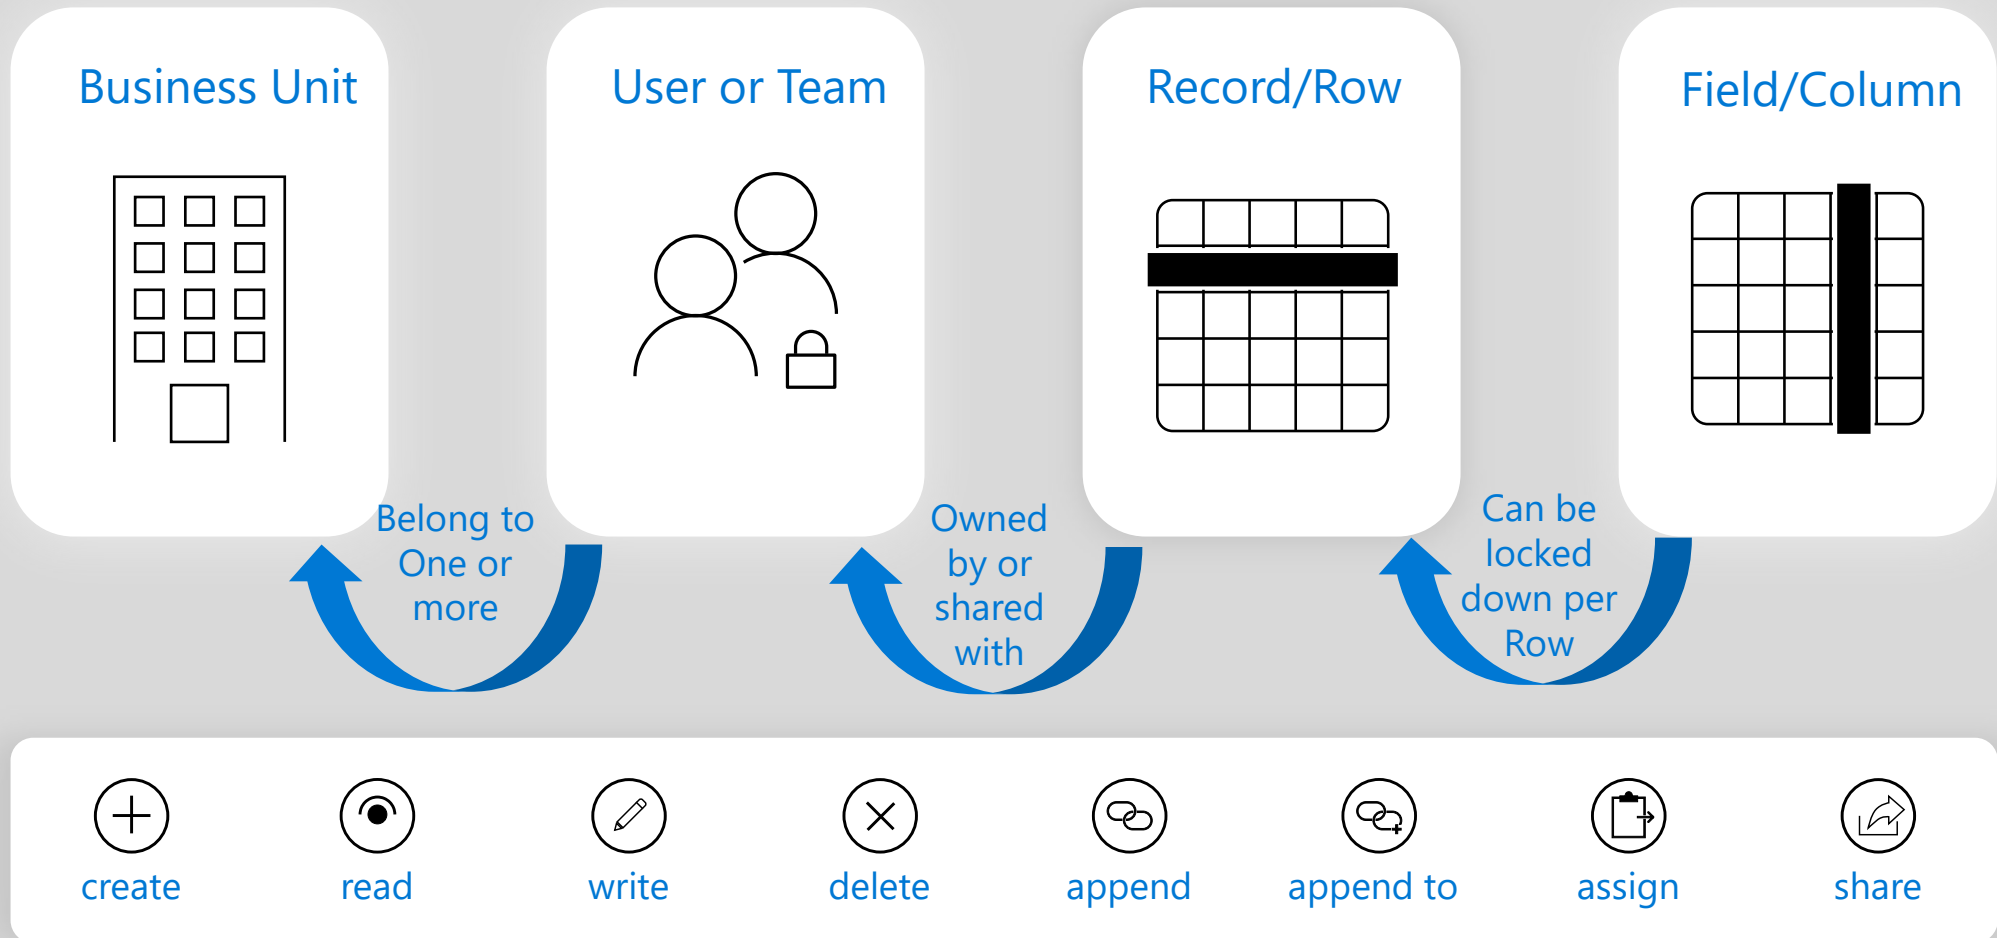 Business Unit
User or Team
Record/Row
Field/Column
Belong to
One or
more
Owned
by or
shared
with
Can be
locked
down per
Row
create
read
write
delete
append
append to
assign
share